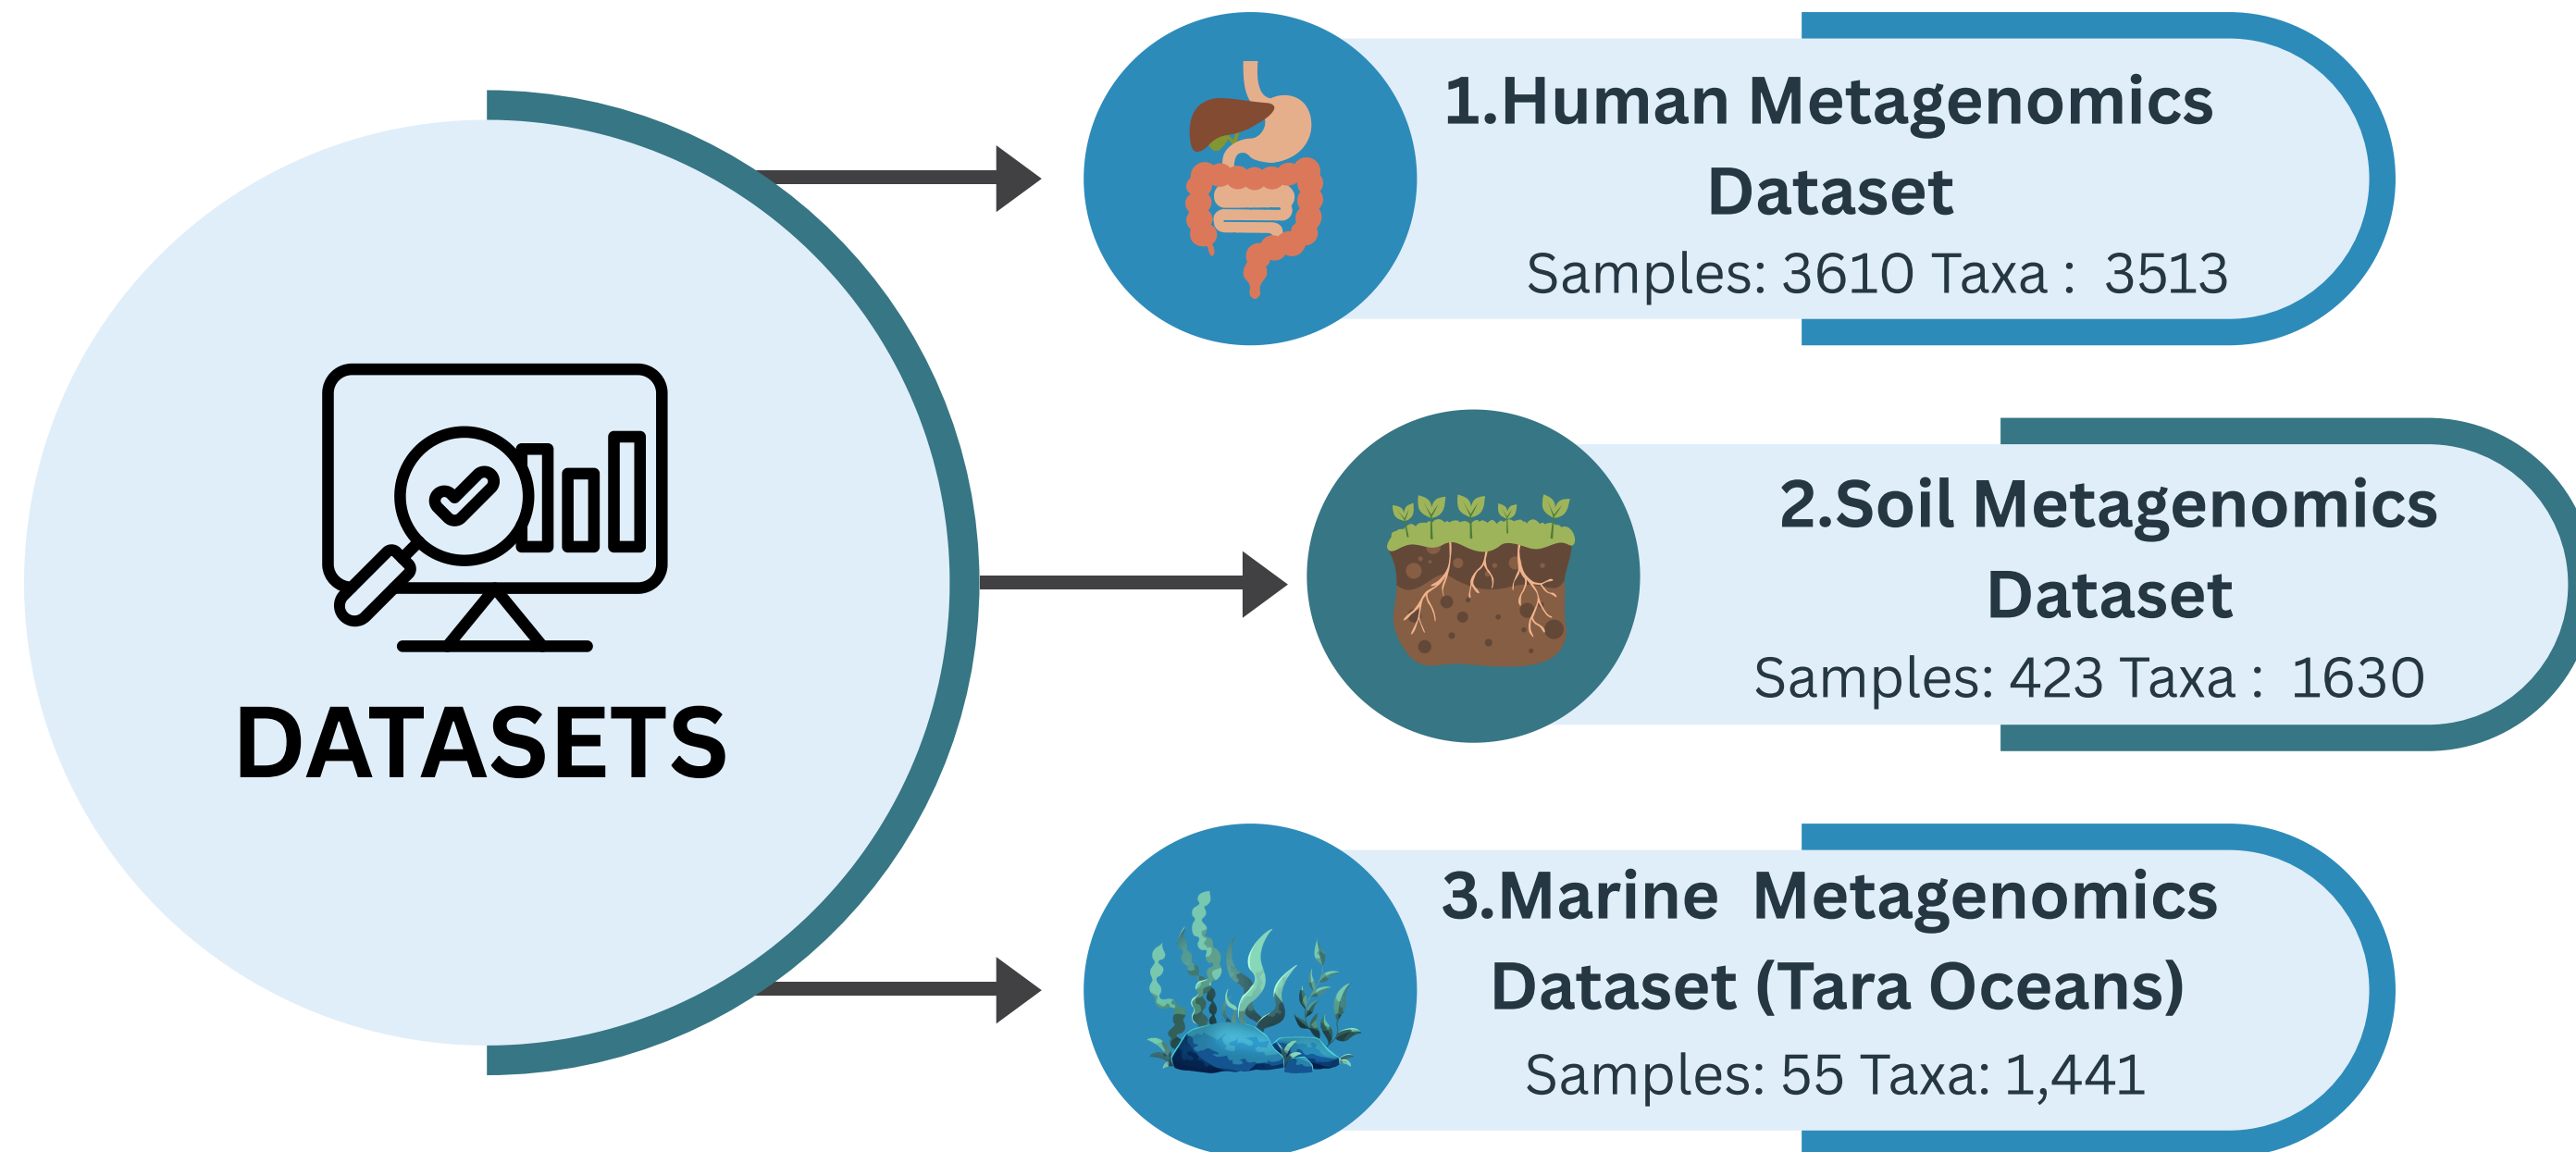 DATASETS
1.Human Metagenomics
Dataset
Samples: 3610 Taxa :  3513
2.Soil Metagenomics
Dataset
Samples: 423 Taxa :  1630
3.Marine  Metagenomics
Dataset (Tara Oceans)
Samples: 55 Taxa: 1,441